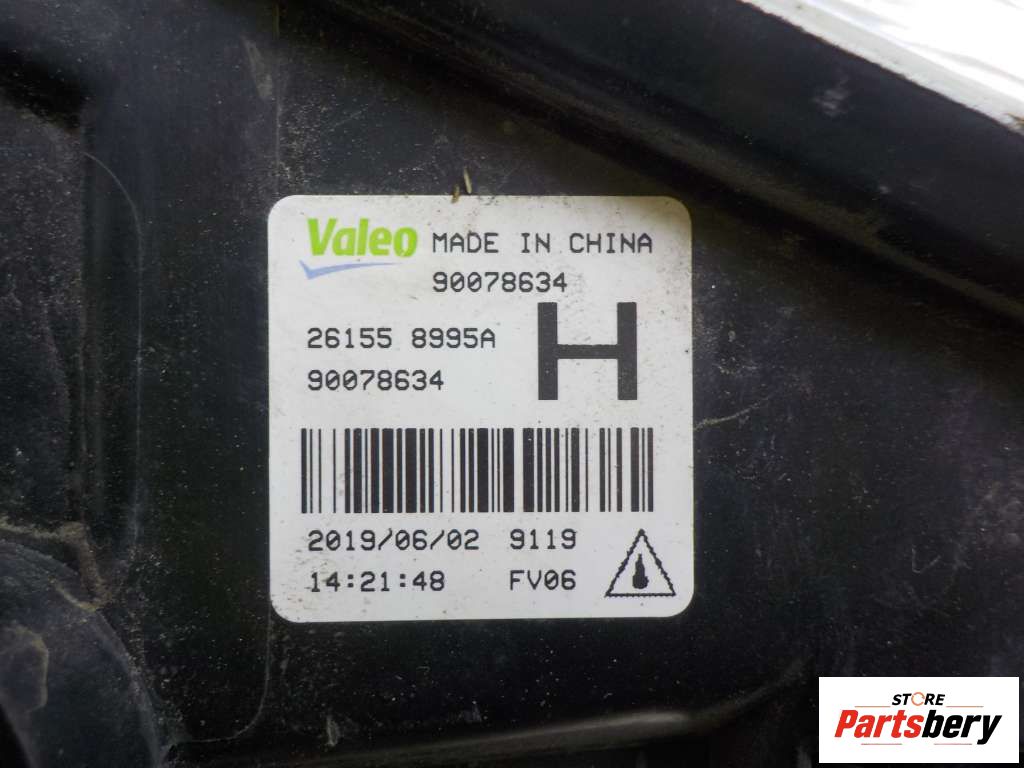 Valeo MADE IN CHINA
90078634
26155 8995A
H
90078634
2019/06/02 9119
14:21:48 FV06
STORE
Partsbery